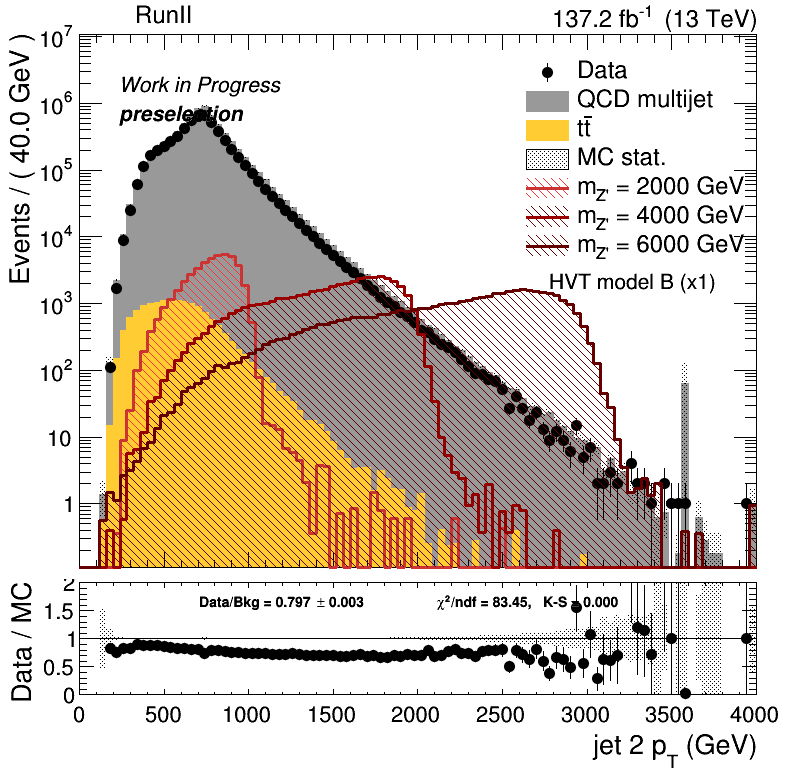 RunII 137.2 fb⁻¹ (13 TeV)
Work in Progress
preselection
Data
QCD multijet
tt̄
MC stat.
m_Z' = 2000 GeV
m_Z' = 4000 GeV
m_Z' = 6000 GeV
HVT model B (x1)
Events / ( 40.0 GeV )
10⁷
10⁶
10⁵
10⁴
10³
10²
10
1
Data/Bkg = 0.797 ± 0.003 χ²/ndf = 83.45, K-S = 0.000
Data / MC
2
1.5
1
0.5
0
0 500 1000 1500 2000 2500 3000 3500 4000
jet 2 p_T (GeV)